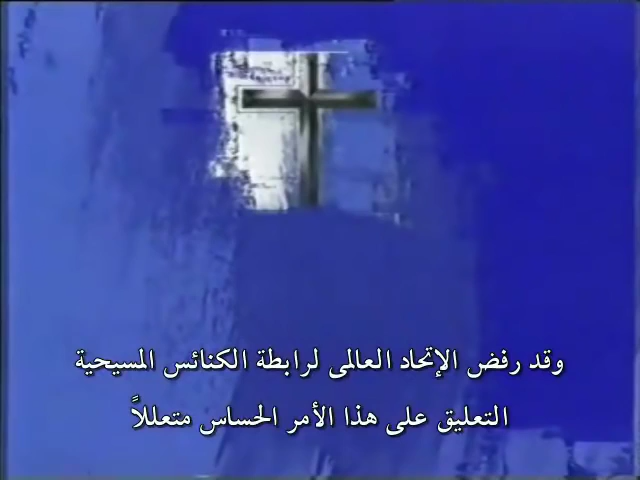 وقد رفض الإتحاد العالمى لرابطة الكنائس المسيحية
التعليق على هذا الأمر الحساس متعللاً